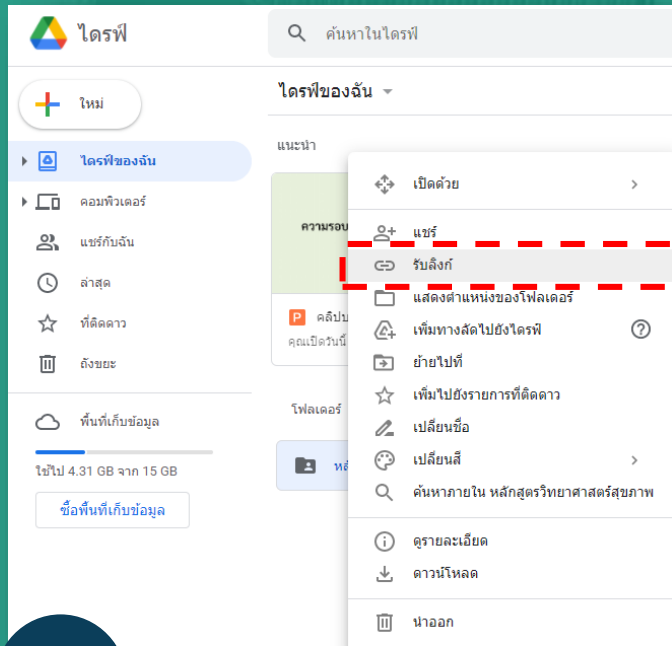 ไดรฟ์
ค้นหาในไดรฟ์
ใหม่
ไดรฟ์ของฉัน
คอมพิวเตอร์
แชร์กับฉัน
ล่าสุด
ที่ติดดาว
ถังขยะ
พื้นที่เก็บข้อมูล
ใช้ไป 4.31 GB จาก 15 GB
ซื้อพื้นที่เก็บข้อมูล
ไดรฟ์ของฉัน
แนะนำ
ความรอบ
P
คลิปบ
คุณเปิดวันนี้
โฟลเดอร์
เปิดด้วย
แชร์
รับลิงก์
แสดงตำแหน่งของโฟลเดอร์
เพิ่มทางลัดไปยังไดรฟ์
ย้ายไปที่
เพิ่มไปยังรายการที่ติดดาว
เปลี่ยนชื่อ
เปลี่ยนสี
ค้นหาภายใน หลักสูตรวิทยาศาสตร์สุขภาพ
ดูรายละเอียด
ดาวน์โหลด
นำออก